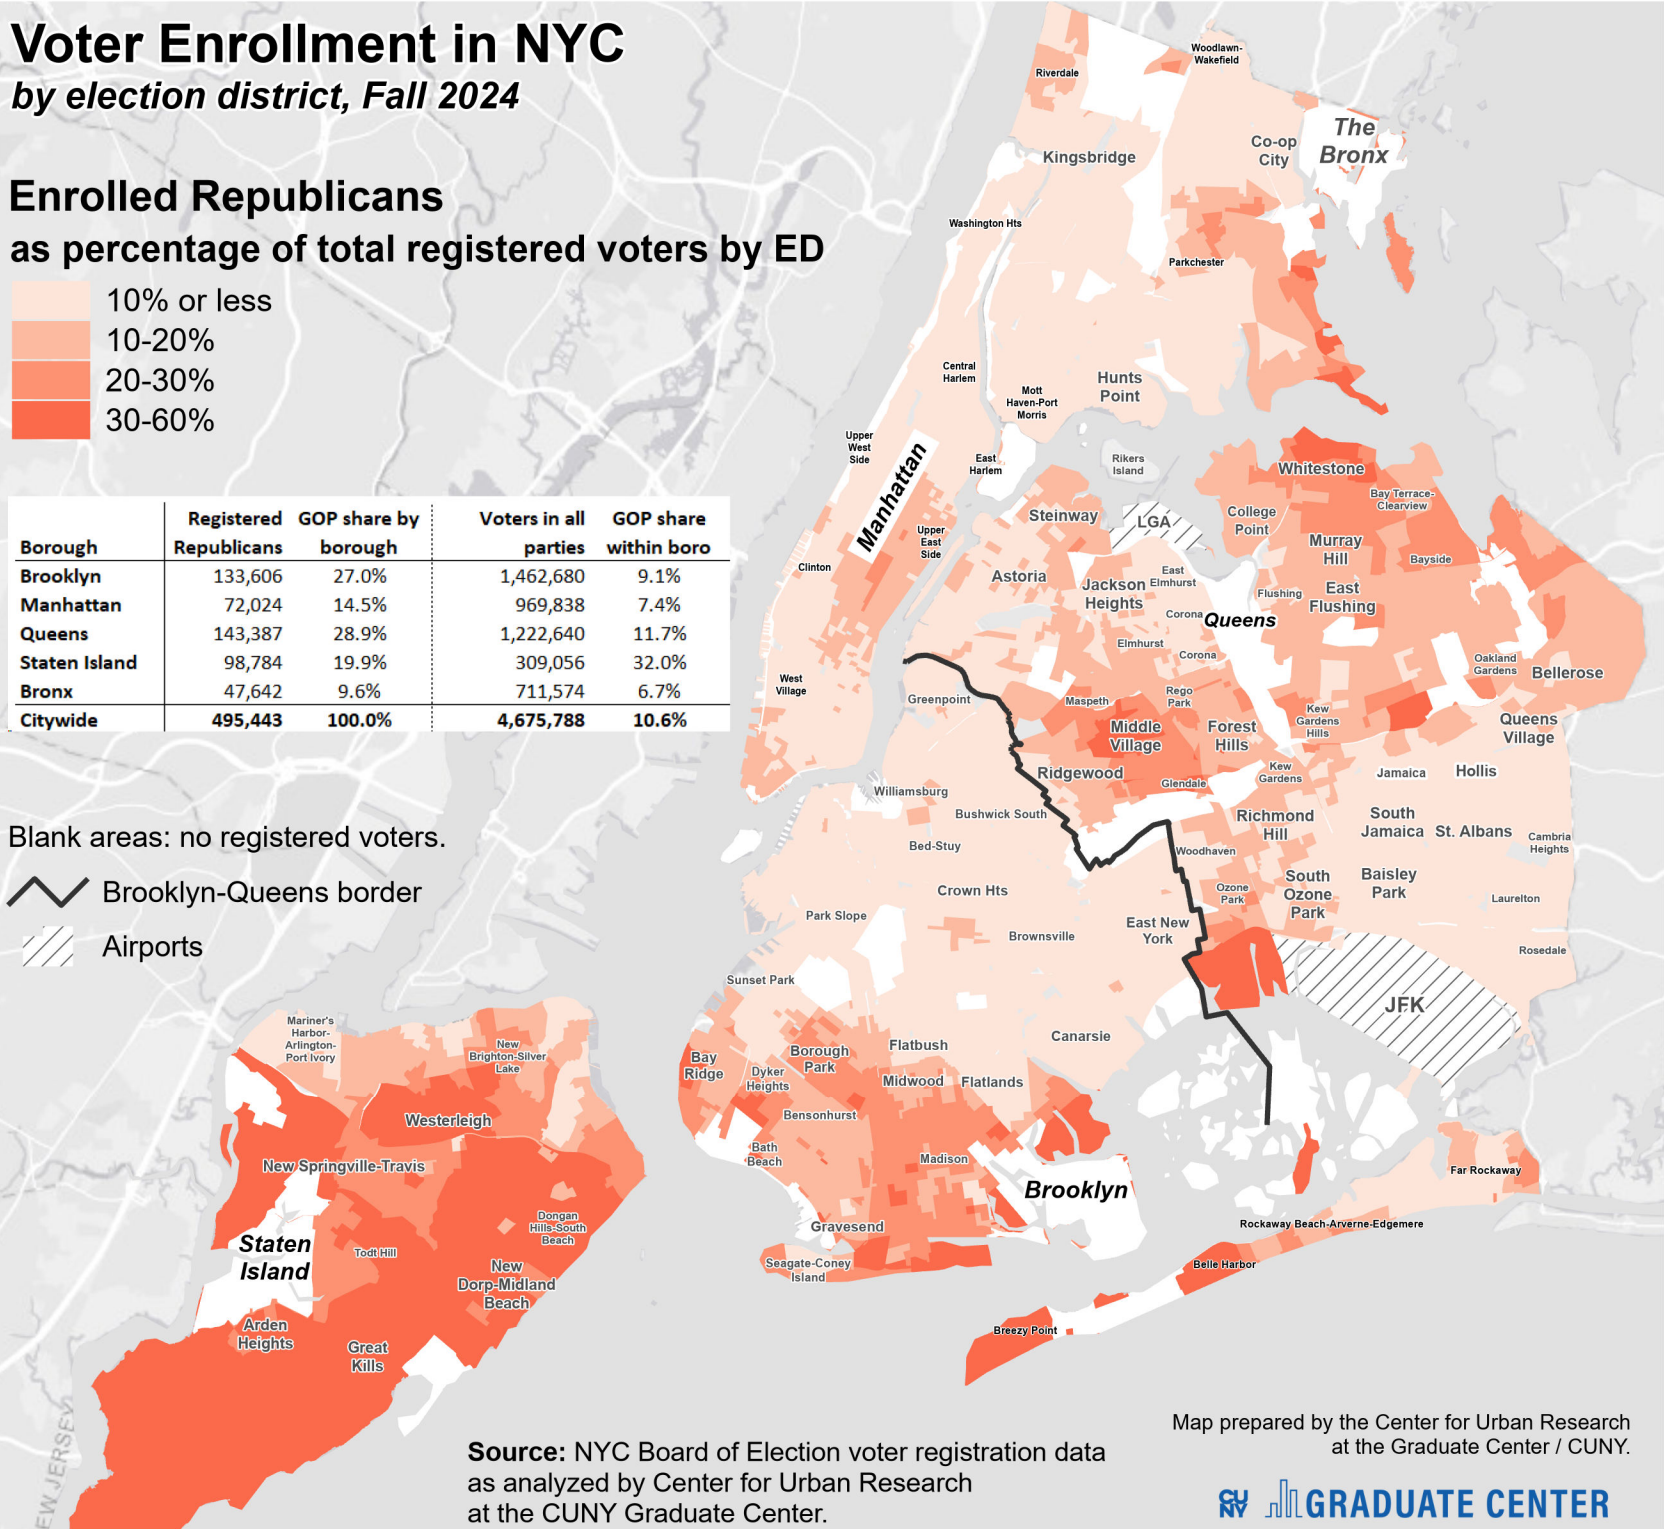 Voter Enrollment in NYC
by election district, Fall 2024
Enrolled Republicans
as percentage of total registered voters by ED
10% or less
10-20%
20-30%
30-60%
Borough Registered Republicans GOP share by borough Voters in all parties GOP share within boro
Brooklyn 133,606 27.0% 1,462,680 9.1%
Manhattan 72,024 14.5% 969,838 7.4%
Queens 143,387 28.9% 1,222,640 11.7%
Staten Island 98,784 19.9% 309,056 32.0%
Bronx 47,642 9.6% 711,574 6.7%
Citywide 495,443 100.0% 4,675,788 10.6%
Blank areas: no registered voters.
Brooklyn-Queens border
Airports
Woodlawn-
Wakefield
Riverdale
The
Bronx
Co-op
City
Kingsbridge
Washington Hts
Parkchester
Central
Harlem
Hunts
Point
Mott
Haven-Port
Morris
Upper
West
Side
East
Harlem
Manhattan
Rikers
Island
Whitestone
Bay Terrace-
Clearview
Steinway
LGA
College
Point
Upper
East
Side
Murray
Hill
Bayside
Clinton
Astoria
East
Elmhurst
Jackson
Heights
Flushing
East
Flushing
Corona
Queens
Elmhurst
Corona
Oakland
Gardens
Bellerose
West
Village
Greenpoint
Maspeth
Rego
Park
Middle
Village
Forest
Hills
Kew
Gardens
Hills
Queens
Village
Ridgewood
Glendale
Kew
Gardens
Jamaica
Hollis
Williamsburg
Bushwick South
Richmond
Hill
South
Jamaica
St. Albans
Cambria
Heights
Bed-Stuy
Woodhaven
Crown Hts
Ozone
Park
South
Ozone
Park
Baisley
Park
Laurelton
Park Slope
Brownsville
East New
York
Rosedale
Sunset Park
JFK
Canarsie
Bay
Ridge
Borough
Park
Flatbush
Dyker
Heights
Midwood
Flatlands
Bensonhurst
Bath
Beach
Madison
Brooklyn
Far Rockaway
Gravesend
Rockaway Beach-Arverne-Edgemere
Seagate-Coney
Island
Belle Harbor
Breezy Point
Mariner's
Harbor-
Arlington-
Port Ivory
New
Brighton-Silver
Lake
Westerleigh
New Springville-Travis
Dongan
Hills-South
Beach
Staten
Island
Todt Hill
New
Dorp-Midland
Beach
Arden
Heights
Great
Kills
EW JERSEY
Source: NYC Board of Election voter registration data
as analyzed by Center for Urban Research
at the CUNY Graduate Center.
Map prepared by the Center for Urban Research
at the Graduate Center / CUNY.
CU
NY
GRADUATE CENTER